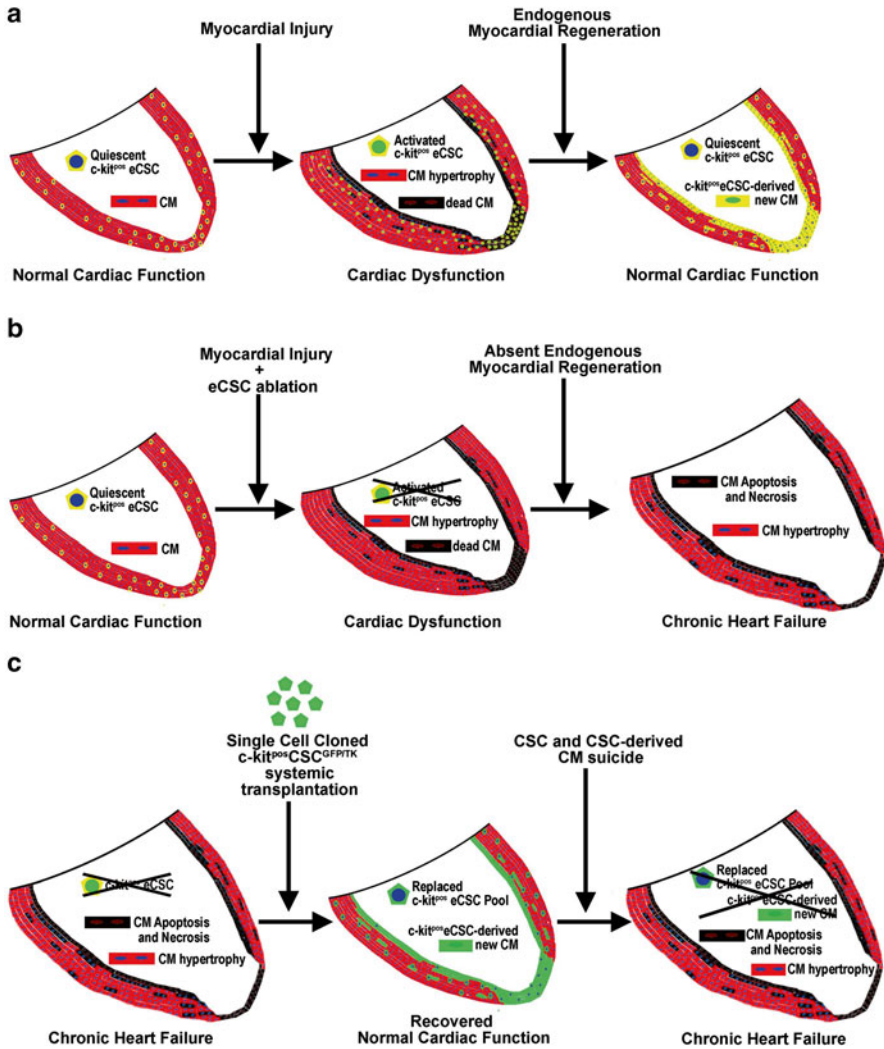 a
Myocardial Injury
Endogenous
Myocardial Regeneration
Quiescent
c-kitpos eCSC
CM
Activated
c-kitpos eCSC
CM hypertrophy
dead CM
Quiescent
c-kitpos eCSC
c-kitposeCSC-derived
new CM
Normal Cardiac Function
Cardiac Dysfunction
Normal Cardiac Function
b
Myocardial Injury
+
eCSC ablation
Absent Endogenous
Myocardial Regeneration
Quiescent
c-kitpos eCSC
CM
Activated
c-kitpos eCSC
CM hypertrophy
dead CM
CM Apoptosis
and Necrosis
CM hypertrophy
Normal Cardiac Function
Cardiac Dysfunction
Chronic Heart Failure
c
Single Cell Cloned
c-kitposCSCGFP/TK
systemic
transplantation
CSC and CSC-derived
CM suicide
c-kitpos eCSC
CM Apoptosis
and Necrosis
CM hypertrophy
Replaced
c-kitpos eCSC Pool
c-kitposeCSC-derived
new CM
Replaced
c-kitpos eCSC Pool
c-kitposeCSC-derived
new CM
CM Apoptosis
and Necrosis
CM hypertrophy
Chronic Heart Failure
Recovered
Normal Cardiac Function
Chronic Heart Failure